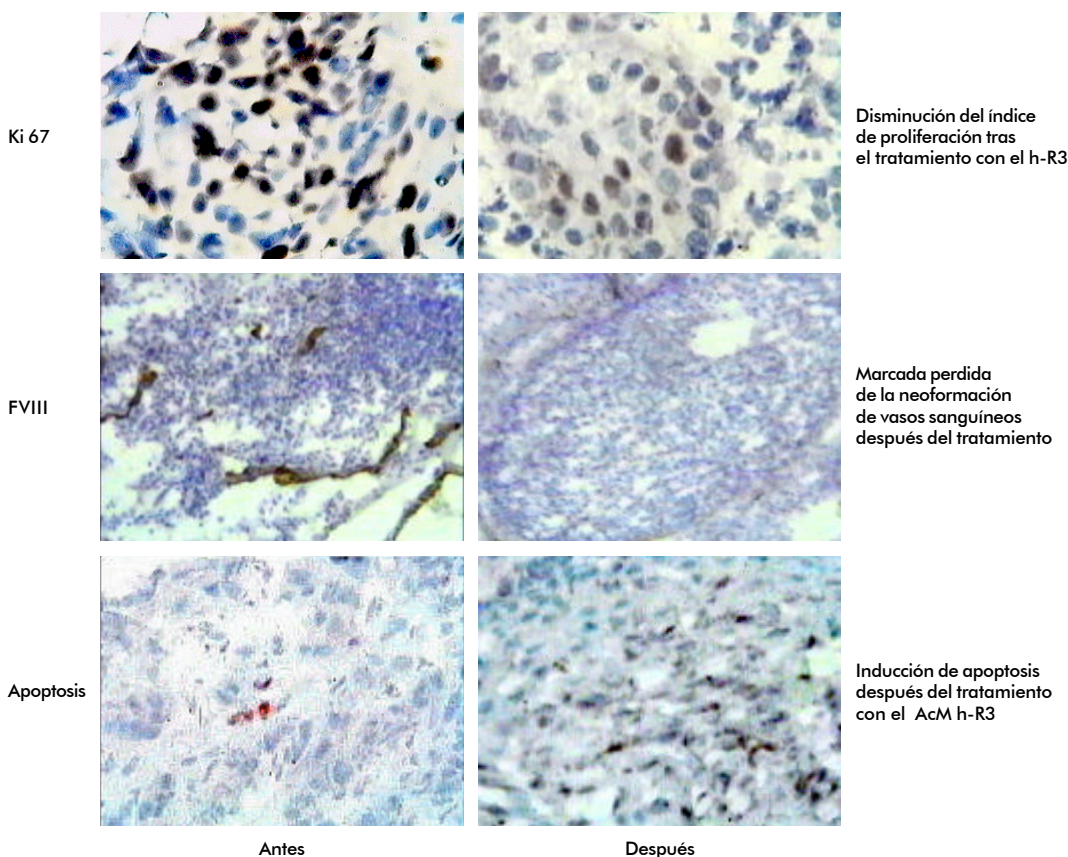 Ki 67
Disminución del índice
de proliferación tras
el tratamiento con el h-R3
FVIII
Marcada perdida
de la neoformación
de vasos sanguíneos
después del tratamiento
Apoptosis
Inducción de apoptosis
después del tratamiento
con el AcM h-R3
Antes
Después